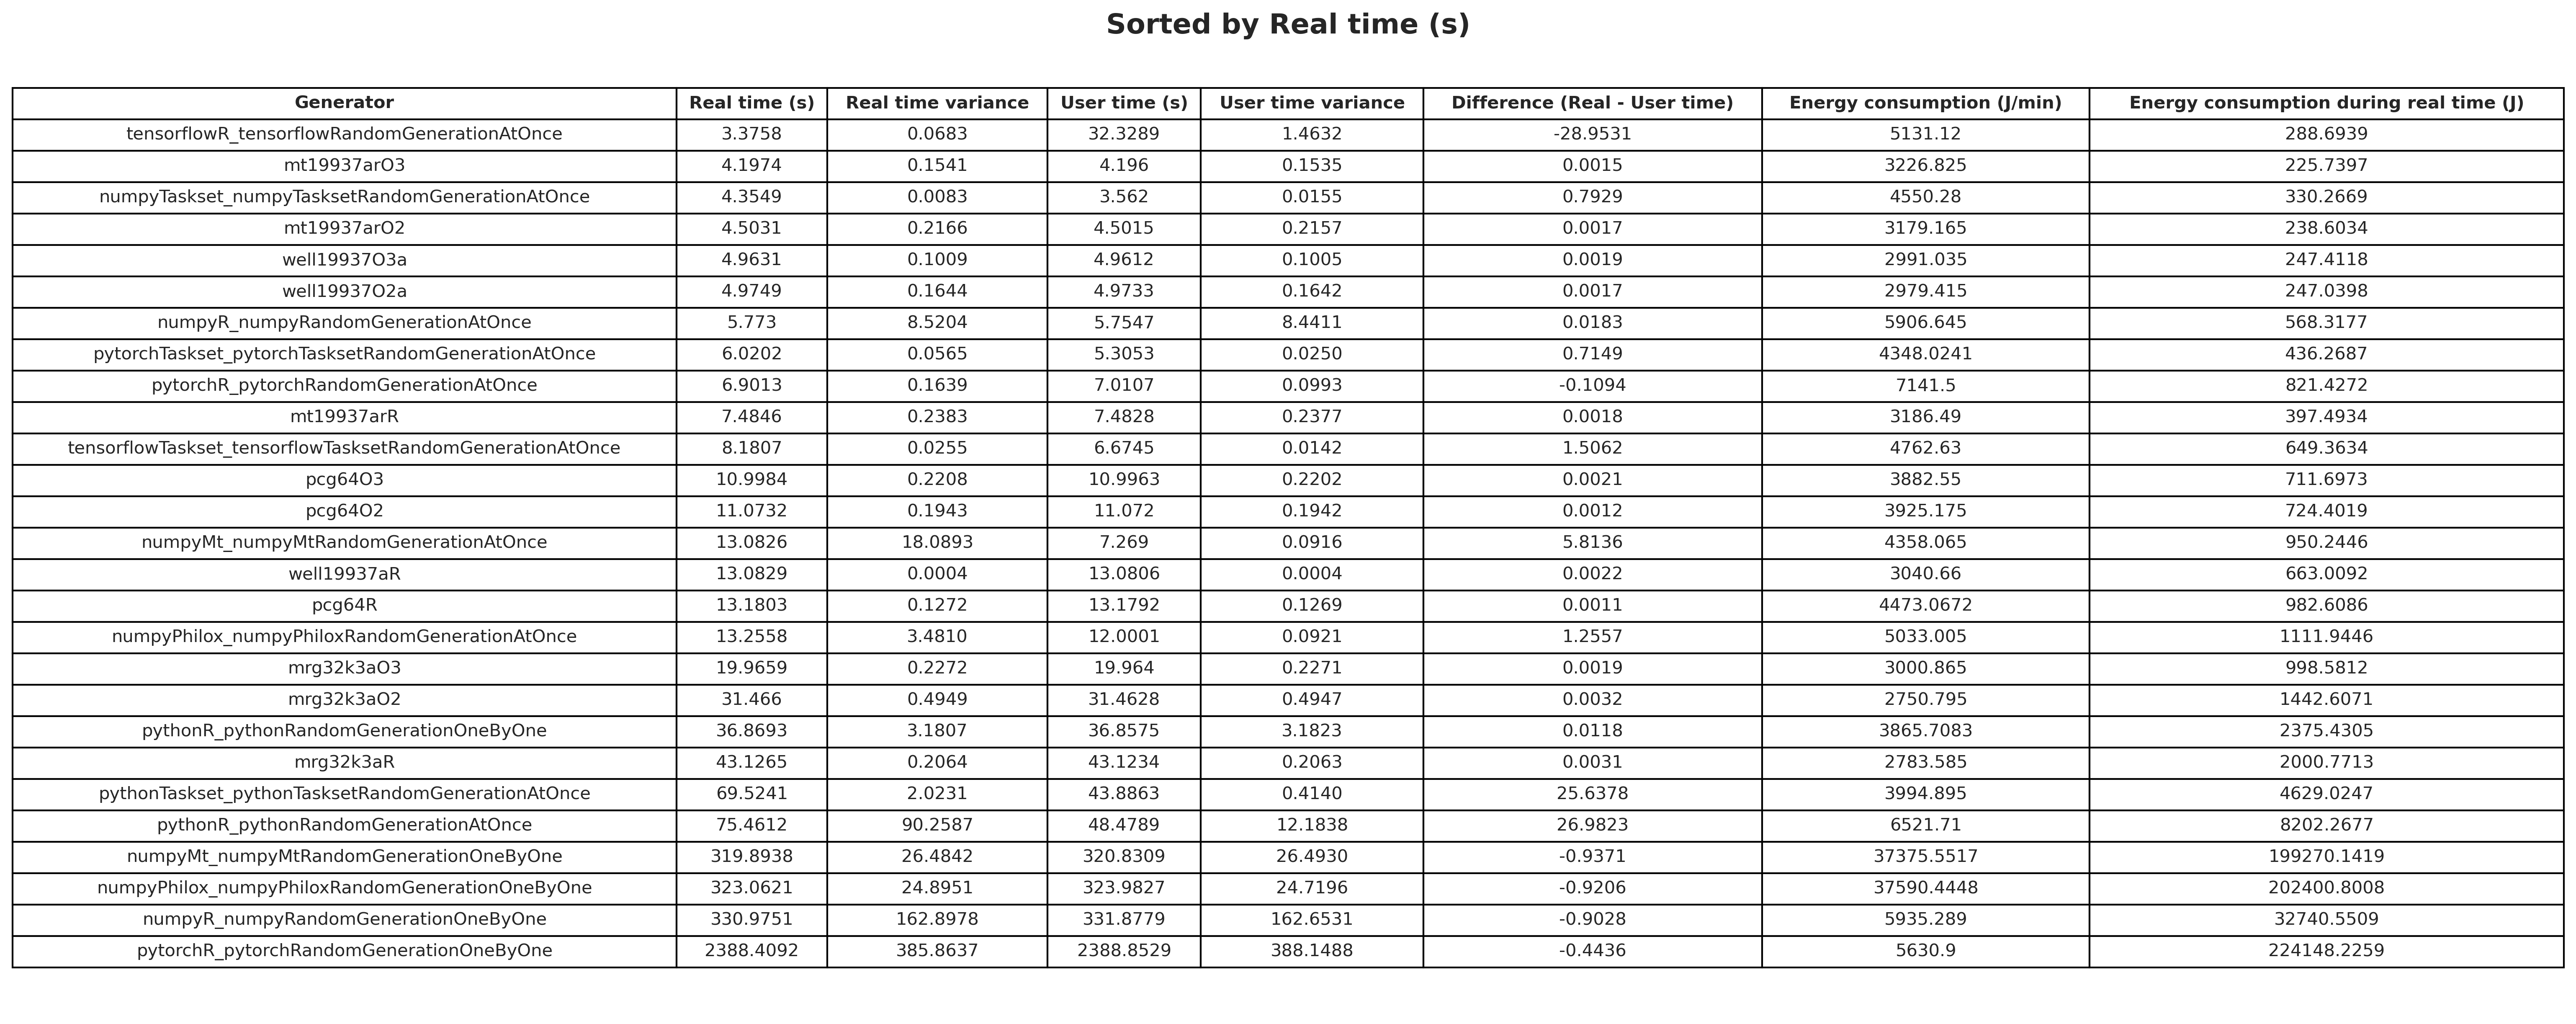 Sorted by Real time (s)
Generator Real time (s) Real time variance User time (s) User time variance Difference (Real - User time) Energy consumption (J/min) Energy consumption during real time (J)
tensorflowR_tensorflowRandomGenerationAtOnce 3.3758 0.0683 32.3289 1.4632 -28.9531 5131.12 288.6939
mt19937arO3 4.1974 0.1541 4.196 0.1535 0.0015 3226.825 225.7397
numpyTaskset_numpyTasksetRandomGenerationAtOnce 4.3549 0.0083 3.562 0.0155 0.7929 4550.28 330.2669
mt19937arO2 4.5031 0.2166 4.5015 0.2157 0.0017 3179.165 238.6034
well19937O3a 4.9631 0.1009 4.9612 0.1005 0.0019 2991.035 247.4118
well19937O2a 4.9749 0.1644 4.9733 0.1642 0.0017 2979.415 247.0398
numpyR_numpyRandomGenerationAtOnce 5.773 8.5204 5.7547 8.4411 0.0183 5906.645 568.3177
pytorchTaskset_pytorchTasksetRandomGenerationAtOnce 6.0202 0.0565 5.3053 0.0250 0.7149 4348.0241 436.2687
pytorchR_pytorchRandomGenerationAtOnce 6.9013 0.1639 7.0107 0.0993 -0.1094 7141.5 821.4272
mt19937arR 7.4846 0.2383 7.4828 0.2377 0.0018 3186.49 397.4934
tensorflowTaskset_tensorflowTasksetRandomGenerationAtOnce 8.1807 0.0255 6.6745 0.0142 1.5062 4762.63 649.3634
pcg64O3 10.9984 0.2208 10.9963 0.2202 0.0021 3882.55 711.6973
pcg64O2 11.0732 0.1943 11.072 0.1942 0.0012 3925.175 724.4019
numpyMt_numpyMtRandomGenerationAtOnce 13.0826 18.0893 7.269 0.0916 5.8136 4358.065 950.2446
well19937aR 13.0829 0.0004 13.0806 0.0004 0.0022 3040.66 663.0092
pcg64R 13.1803 0.1272 13.1792 0.1269 0.0011 4473.0672 982.6086
numpyPhilox_numpyPhiloxRandomGenerationAtOnce 13.2558 3.4810 12.0001 0.0921 1.2557 5033.005 1111.9446
mrg32k3aO3 19.9659 0.2272 19.964 0.2271 0.0019 3000.865 998.5812
mrg32k3aO2 31.466 0.4949 31.4628 0.4947 0.0032 2750.795 1442.6071
pythonR_pythonRandomGenerationOneByOne 36.8693 3.1807 36.8575 3.1823 0.0118 3865.7083 2375.4305
mrg32k3aR 43.1265 0.2064 43.1234 0.2063 0.0031 2783.585 2000.7713
pythonTaskset_pythonTasksetRandomGenerationAtOnce 69.5241 2.0231 43.8863 0.4140 25.6378 3994.895 4629.0247
pythonR_pythonRandomGenerationAtOnce 75.4612 90.2587 48.4789 12.1838 26.9823 6521.71 8202.2677
numpyMt_numpyMtRandomGenerationOneByOne 319.8938 26.4842 320.8309 26.4930 -0.9371 37375.5517 199270.1419
numpyPhilox_numpyPhiloxRandomGenerationOneByOne 323.0621 24.8951 323.9827 24.7196 -0.9206 37590.4448 202400.8008
numpyR_numpyRandomGenerationOneByOne 330.9751 162.8978 331.8779 162.6531 -0.9028 5935.289 32740.5509
pytorchR_pytorchRandomGenerationOneByOne 2388.4092 385.8637 2388.8529 388.1488 -0.4436 5630.9 224148.2259